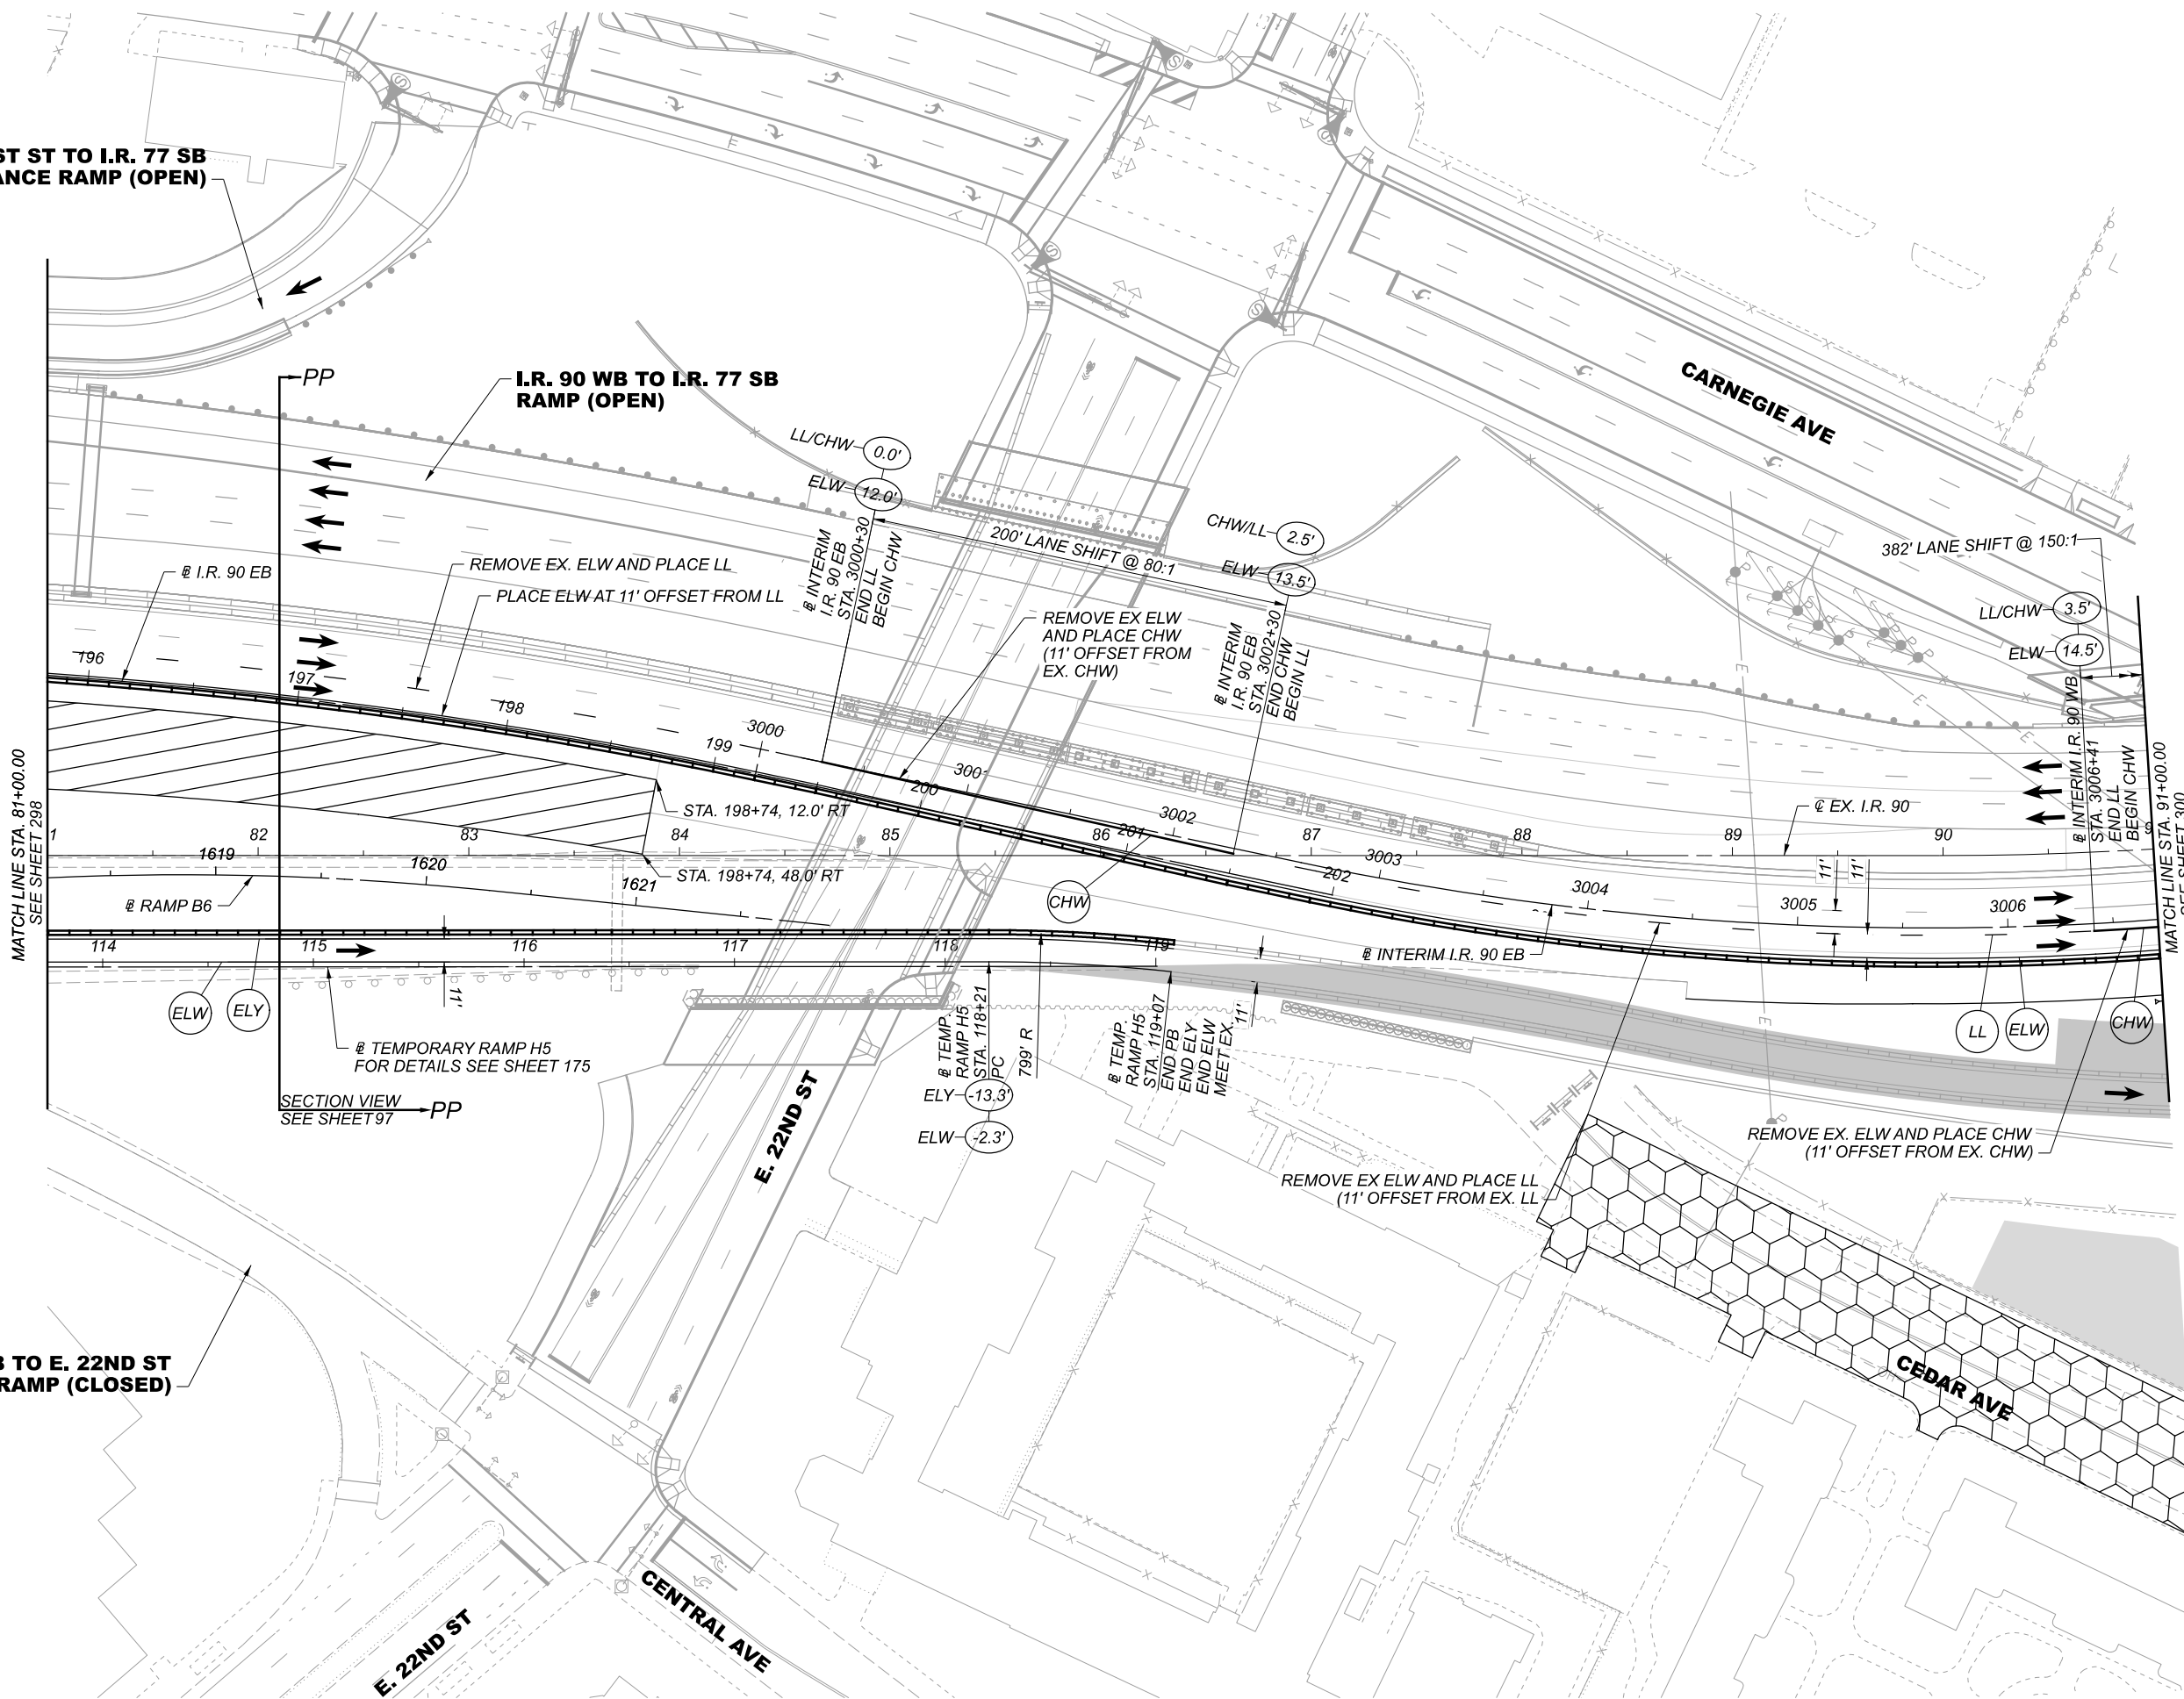 ST ST TO I.R. 77 SB
ANCE RAMP (OPEN)
PP
I.R. 90 WB TO I.R. 77 SB
RAMP (OPEN)
CARNEGIE AVE
LL/CHW
0.0'
ELW
12.0'
200' LANE SHIFT @ 80:1
CHW/LL
2.5'
ELW
13.5'
382' LANE SHIFT @ 150:1
LL/CHW
3.5'
ELW
14.5'
I.R. 90 EB
REMOVE EX. ELW AND PLACE LL
PLACE ELW AT 11' OFFSET FROM LL
INTERIM
I.R. 90 EB
STA. 3000+30
END LL
BEGIN CHW
REMOVE EX ELW
AND PLACE CHW
(11' OFFSET FROM
EX. CHW)
INTERIM
I.R. 90 EB
STA. 3002+30
END CHW
BEGIN LL
INTERIM I.R. 90 WB
STA. 3006+41
END LL
BEGIN CHW
196
197
198
199
200
201
202
3000
3001
3002
3003
3004
3005
3006
MATCH LINE STA. 81+00.00
SEE SHEET 298
MATCH LINE STA. 91+00.00
SEE SHEET 300
STA. 198+74, 12.0' RT
STA. 198+74, 48.0' RT
1
82
83
84
85
86
87
88
89
90
9
1619
1620
1621
RAMP B6
CHW
EX. I.R. 90
11'
11'
INTERIM I.R. 90 EB
114
115
116
117
118
119
ELW
ELY
11'
TEMPORARY RAMP H5
FOR DETAILS SEE SHEET 175
SECTION VIEW
SEE SHEET 97
PP
TEMP.
RAMP H5
STA. 118+21
PC
799' R
ELY
-13.3'
ELW
-2.3'
TEMP.
RAMP H5
STA. 119+07
END PB
END ELY
END ELW
MEET EX.
11'
LL
ELW
CHW
E. 22ND ST
REMOVE EX ELW AND PLACE LL
(11' OFFSET FROM EX. LL
REMOVE EX. ELW AND PLACE CHW
(11' OFFSET FROM EX. CHW)
B TO E. 22ND ST
RAMP (CLOSED)
CEDAR AVE
CENTRAL AVE
E. 22ND ST